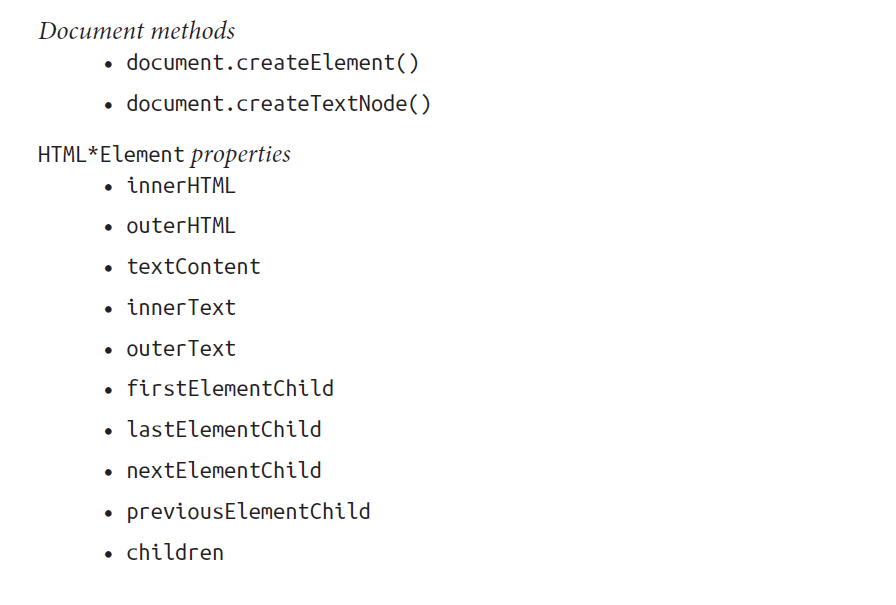 Document methods
• document.createElement()
• document.createTextNode()
HTML*Element properties
• innerHTML
• outerHTML
• textContent
• innerText
• outerText
• firstElementChild
• lastElementChild
• nextElementChild
• previousElementChild
• children